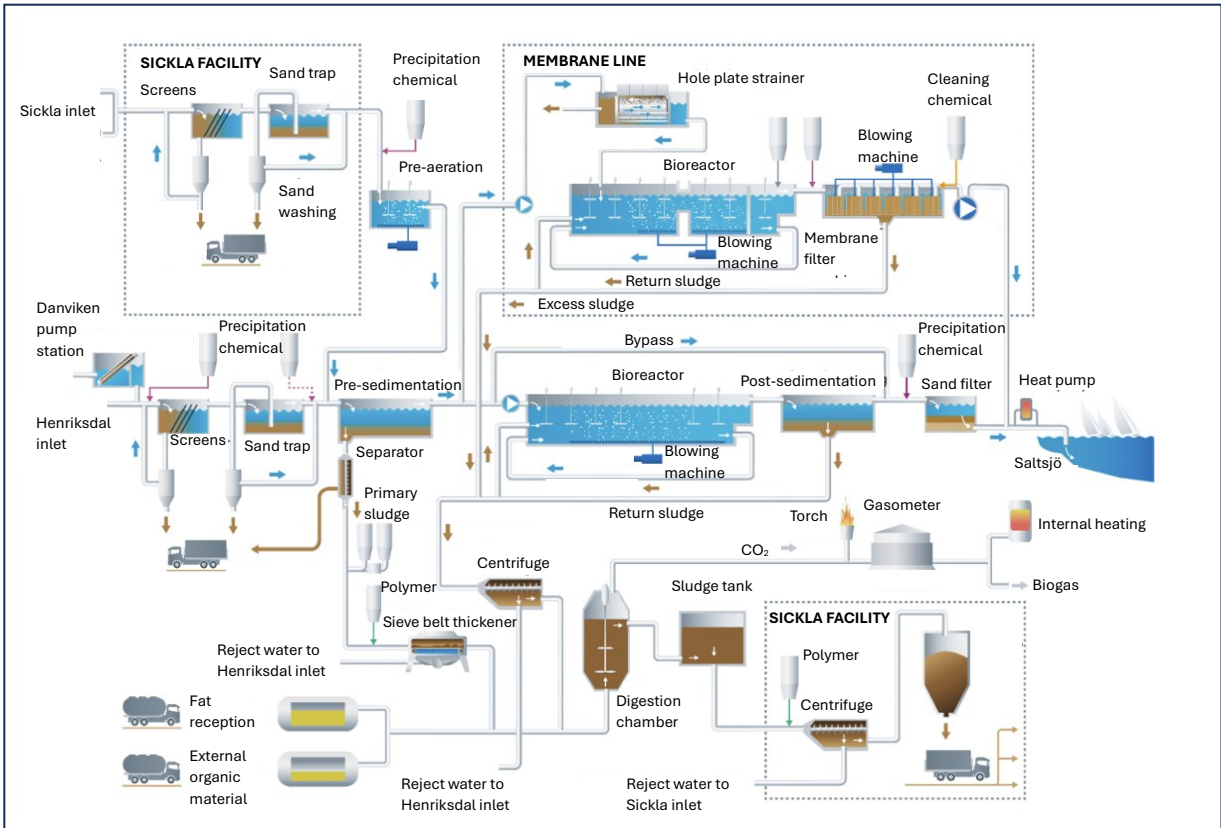 SICKLA FACILITY
Sand trap
Screens
Sickla inlet
Sand
washing
Precipitation
chemical
Pre-aeration
MEMBRANE LINE
Hole plate strainer
Cleaning
chemical
Bioreactor
Blowing
machine
Blowing
machine
Membrane
filter
Return sludge
Excess sludge
Danviken
pump
station
Precipitation
chemical
Henriksdal
inlet
Screens
Sand trap
Pre-sedimentation
Bypass
Bioreactor
Post-sedimentation
Precipitation
chemical
Sand filter
Heat pump
Saltsjö
Blowing
machine
Separator
Primary
sludge
Return sludge
Torch
Gasometer
Internal heating
CO₂
Biogas
Centrifuge
Polymer
Sieve belt thickener
Sludge tank
Reject water to
Henriksdal inlet
Fat
reception
External
organic
material
Digestion
chamber
Reject water to
Henriksdal inlet
SICKLA FACILITY
Polymer
Centrifuge
Reject water to
Sickla inlet